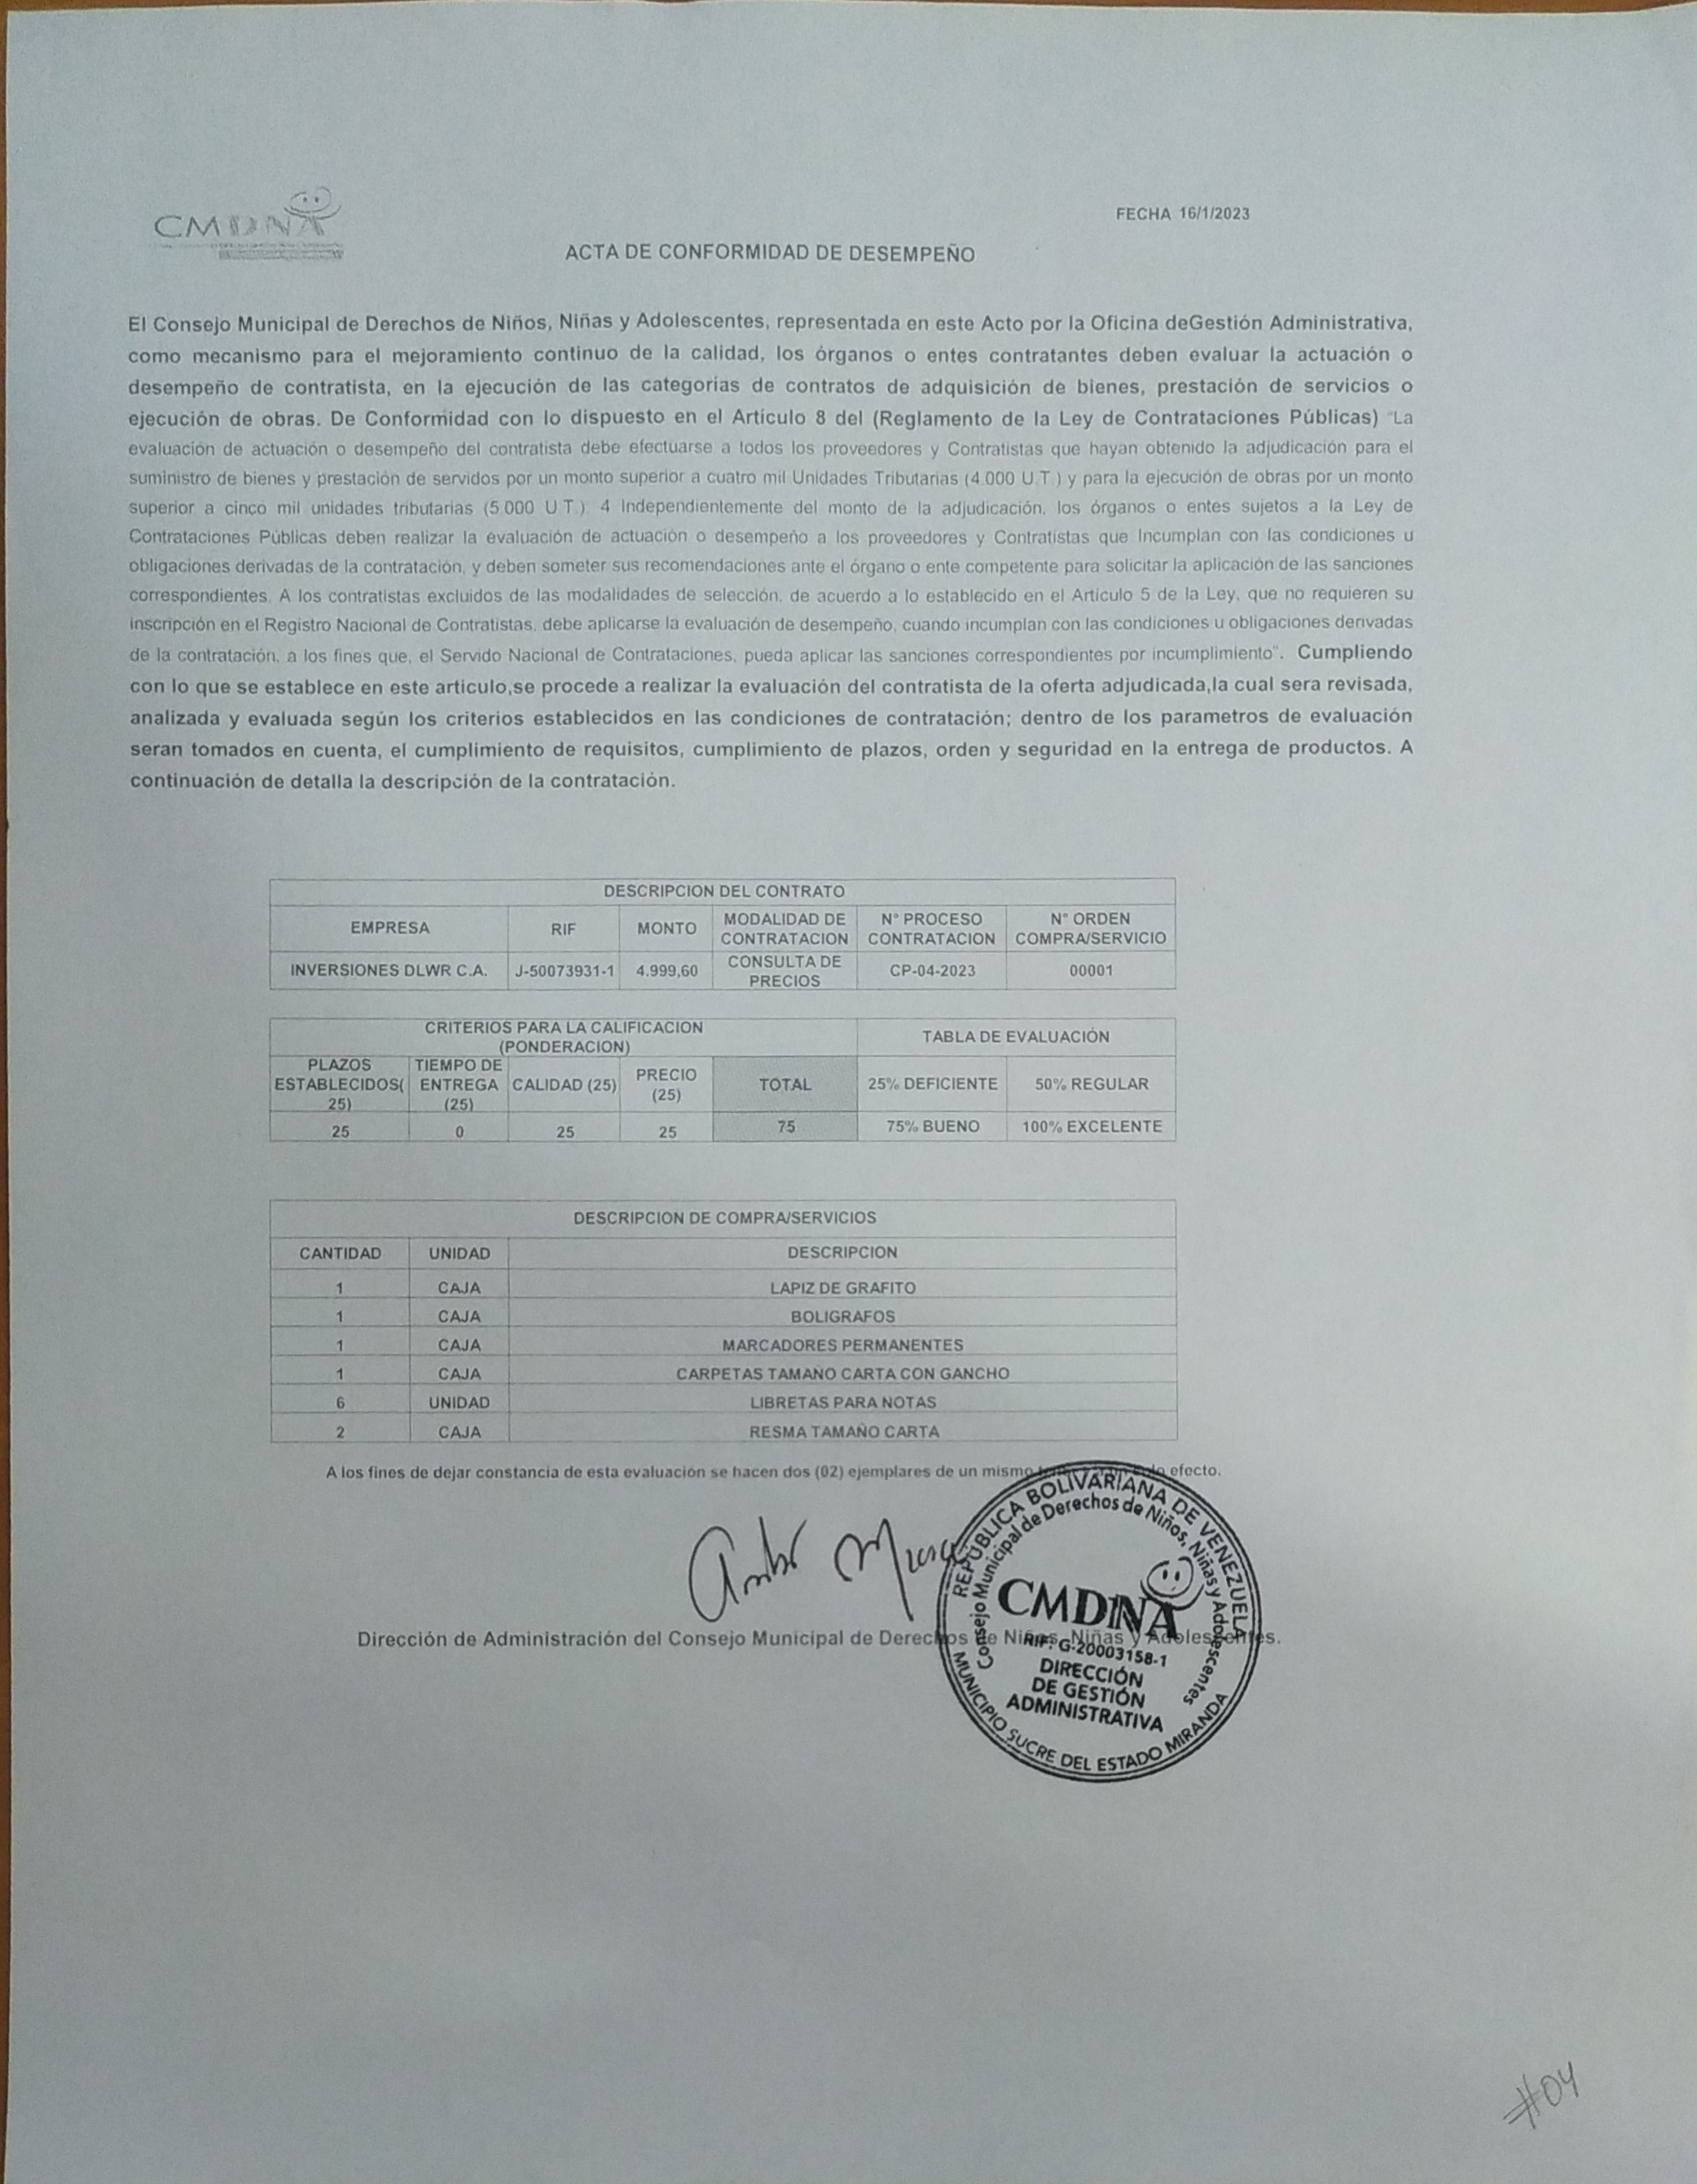 CMDNA
FECHA 16/1/2023
ACTA DE CONFORMIDAD DE DESEMPEÑO
El Consejo Municipal de Derechos de Niños, Niñas y Adolescentes, representada en este Acto por la Oficina deGestión Administrativa,
como mecanismo para el mejoramiento continuo de la calidad, los órganos o entes contratantes deben evaluar la actuación o
desempeño de contratista, en la ejecución de las categorías de contratos de adquisición de bienes, prestación de servicios o
ejecución de obras. De Conformidad con lo dispuesto en el Artículo 8 del (Reglamento de la Ley de Contrataciones Públicas) "La
evaluación de actuación o desempeño del contratista debe efectuarse a todos los proveedores y Contratistas que hayan obtenido la adjudicación para el
suministro de bienes y prestación de servidos por un monto superior a cuatro mil Unidades Tributarias (4.000 U.T.) y para la ejecución de obras por un monto
superior a cinco mil unidades tributarias (5.000 U.T.). 4 Independientemente del monto de la adjudicación, los órganos o entes sujetos a la Ley de
Contrataciones Públicas deben realizar la evaluación de actuación o desempeño a los proveedores y Contratistas que Incumplan con las condiciones u
obligaciones derivadas de la contratación, y deben someter sus recomendaciones ante el órgano o ente competente para solicitar la aplicación de las sanciones
correspondientes. A los contratistas excluidos de las modalidades de selección, de acuerdo a lo establecido en el Artículo 5 de la Ley, que no requieren su
inscripción en el Registro Nacional de Contratistas, debe aplicarse la evaluación de desempeño, cuando incumplan con las condiciones u obligaciones derivadas
de la contratación, a los fines que, el Servido Nacional de Contrataciones, pueda aplicar las sanciones correspondientes por incumplimiento". Cumpliendo
con lo que se establece en este articulo,se procede a realizar la evaluación del contratista de la oferta adjudicada,la cual sera revisada,
analizada y evaluada según los criterios establecidos en las condiciones de contratación; dentro de los parametros de evaluación
seran tomados en cuenta, el cumplimiento de requisitos, cumplimiento de plazos, orden y seguridad en la entrega de productos. A
continuación de detalla la descripción de la contratación.
DESCRIPCION DEL CONTRATO
EMPRESA RIF MONTO MODALIDAD DE CONTRATACION N° PROCESO CONTRATACION N° ORDEN COMPRA/SERVICIO
INVERSIONES DLWR C.A. J-50073931-1 4.999,60 CONSULTA DE PRECIOS CP-04-2023 00001
CRITERIOS PARA LA CALIFICACION
(PONDERACION)
TABLA DE EVALUACIÓN
PLAZOS ESTABLECIDOS(25) TIEMPO DE ENTREGA (25) CALIDAD (25) PRECIO (25) TOTAL 25% DEFICIENTE 50% REGULAR
25 0 25 25 75 75% BUENO 100% EXCELENTE
DESCRIPCION DE COMPRA/SERVICIOS
CANTIDAD UNIDAD DESCRIPCION
1 CAJA LAPIZ DE GRAFITO
1 CAJA BOLIGRAFOS
1 CAJA MARCADORES PERMANENTES
1 CAJA CARPETAS TAMAÑO CARTA CON GANCHO
6 UNIDAD LIBRETAS PARA NOTAS
2 CAJA RESMA TAMAÑO CARTA
A los fines de dejar constancia de esta evaluación se hacen dos (02) ejemplares de un mismo efecto.
Dirección de Administración del Consejo Municipal de Derechos de Niños, Niñas y Adolescentes.
REPÚBLICA BOLIVARIANA DE VENEZUELA
Consejo Municipal de Derechos de Niños, Niñas y Adolescentes
CMDNA
RIF: G-20003158-1
DIRECCIÓN
DE GESTIÓN
ADMINISTRATIVA
MUNICIPIO SUCRE DEL ESTADO MIRANDA
#04